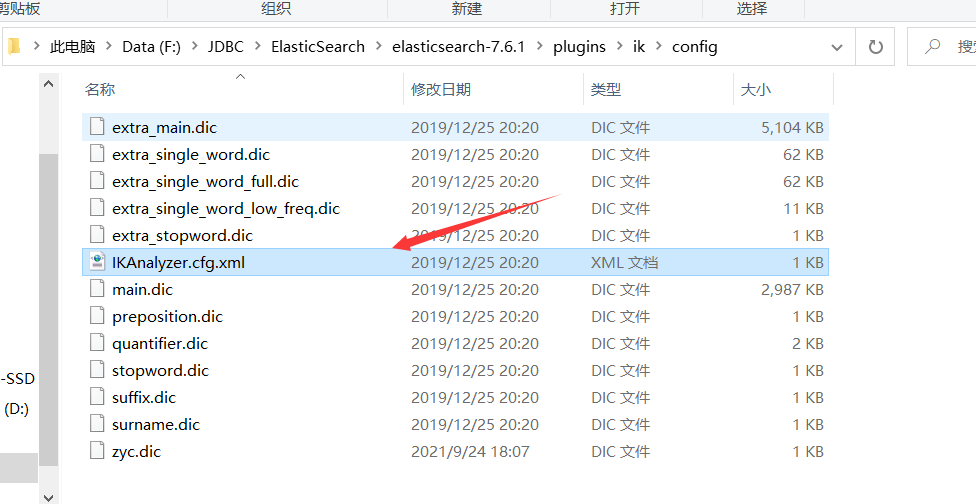 剪贴板 组织 新建 打开 选择
此电脑 Data (F:) JDBC ElasticSearch elasticsearch-7.6.1 plugins ik config 搜
名称 修改日期 类型 大小
extra_main.dic 2019/12/25 20:20 DIC 文件 5,104 KB
extra_single_word.dic 2019/12/25 20:20 DIC 文件 62 KB
extra_single_word_full.dic 2019/12/25 20:20 DIC 文件 62 KB
extra_single_word_low_freq.dic 2019/12/25 20:20 DIC 文件 11 KB
extra_stopword.dic 2019/12/25 20:20 DIC 文件 1 KB
IKAnalyzer.cfg.xml 2019/12/25 20:20 XML 文档 1 KB
main.dic 2019/12/25 20:20 DIC 文件 2,987 KB
preposition.dic 2019/12/25 20:20 DIC 文件 1 KB
quantifier.dic 2019/12/25 20:20 DIC 文件 2 KB
stopword.dic 2019/12/25 20:20 DIC 文件 1 KB
-SSD
suffix.dic 2019/12/25 20:20 DIC 文件 1 KB
(D:)
surname.dic 2019/12/25 20:20 DIC 文件 1 KB
zyc.dic 2021/9/24 18:07 DIC 文件 1 KB